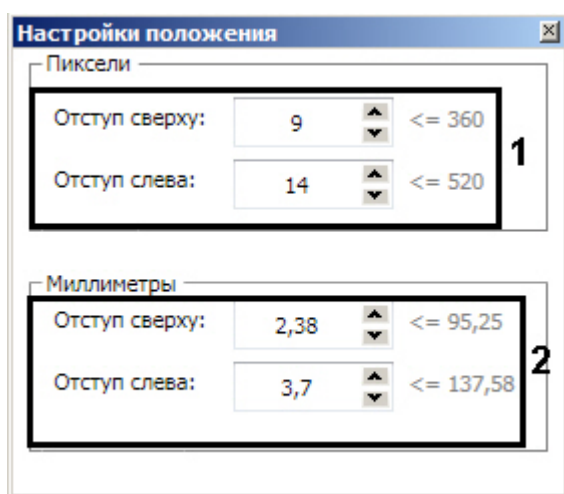 Настройки положения
Пиксели
Отступ сверху: 9 <= 360
1
Отступ слева: 14 <= 520
Миллиметры
Отступ сверху: 2,38 <= 95,25
2
Отступ слева: 3,7 <= 137,58